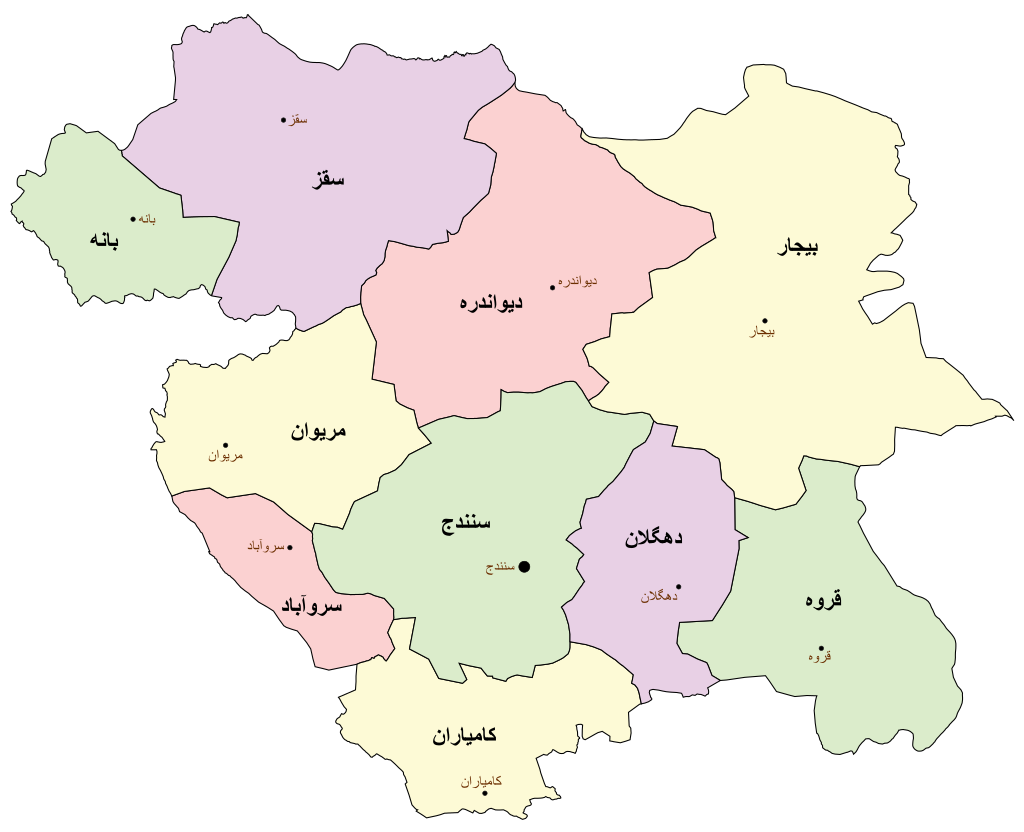 سقز
سقز
بانه
بانه
بیجار
بیجار
دیواندره
دیواندره
مریوان
مریوان
سنندج
سنندج
دهگلان
دهگلان
سروآباد
سروآباد
قروه
قروه
کامیاران
کامیاران